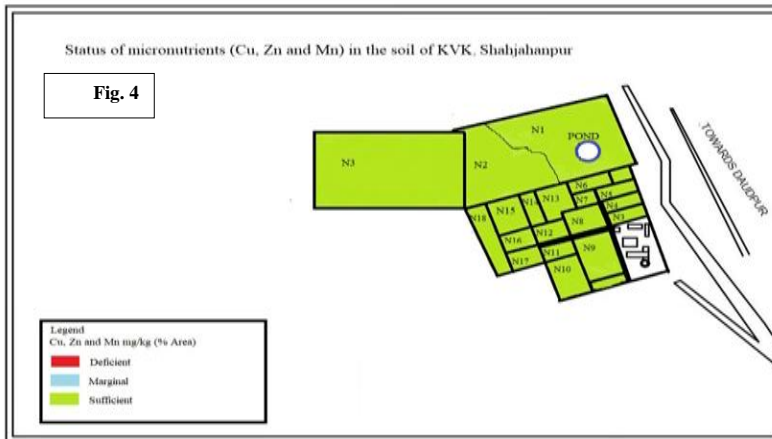 Status of micronutrients (Cu, Zn and Mn) in the soil of KVK, Shahjahanpur
Fig. 4
N1
POND
TOWARDS DAUDPUR
N3
N2
N6
N5
N7
N4
N3
N18
N15
N14
N13
N8
N12
N16
N11
N9
N17
N10
Legend
Cu, Zn and Mn mg/kg (% Area)
Deficient
Marginal
Sufficient